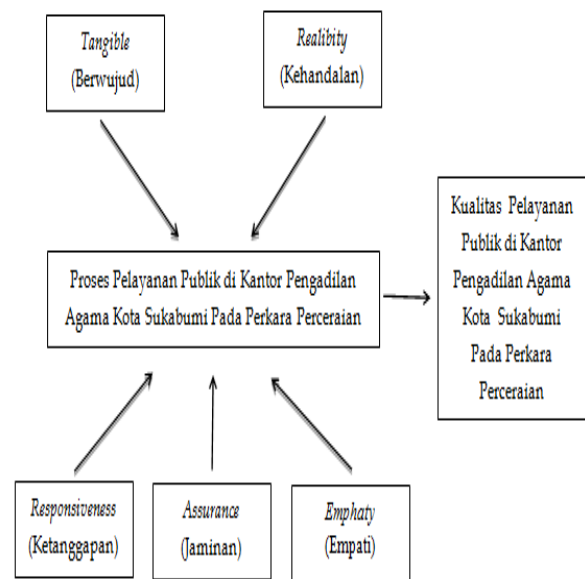 Tangible
(Berwujud)
Realibity
(Kehandalan)
Kualitas Pelayanan
Publik di Kantor
Pengadilan Agama
Kota Sukabumi
Pada Perkara
Perceraian
Proses Pelayanan Publik di Kantor Pengadilan
Agama Kota Sukabumi Pada Perkara Perceraian
Responsiveness
(Ketanggapan)
Assurance
(Jaminan)
Emphaty
(Empati)